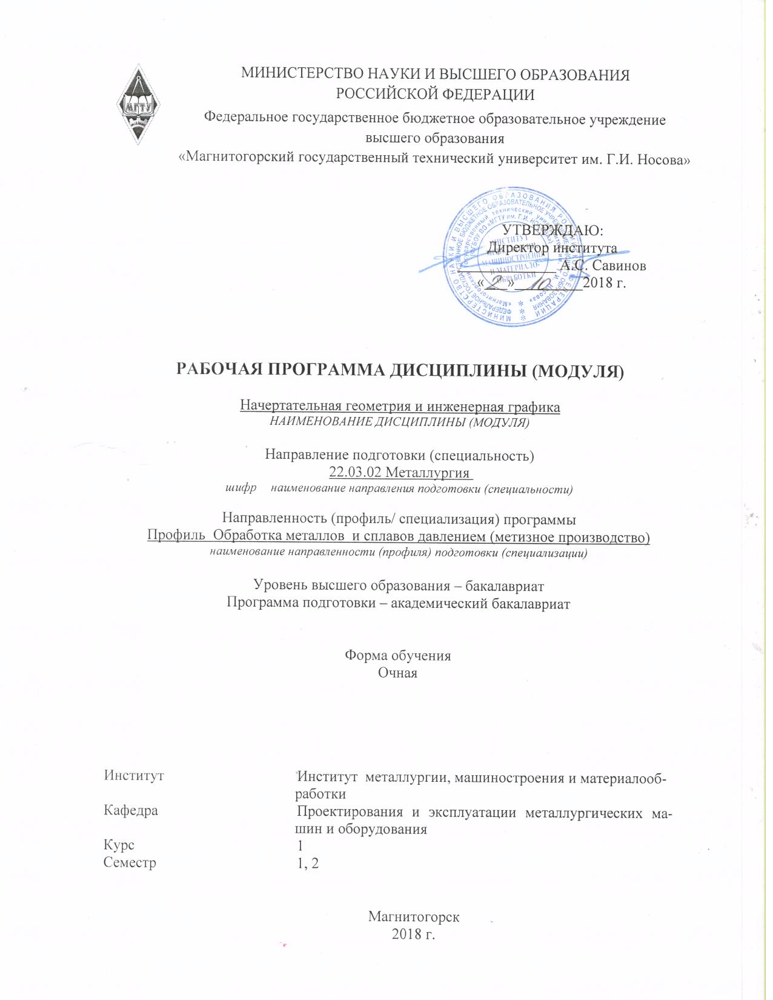 МИНИСТЕРСТВО НАУКИ И ВЫСШЕГО ОБРАЗОВАНИЯ
РОССИЙСКОЙ ФЕДЕРАЦИИ
Федеральное государственное бюджетное образовательное учреждение
высшего образования
«Магнитогорский государственный технический университет им. Г.И. Носова»
МГТУ
УТВЕРЖДАЮ:
Директор института
А.С. Савинов
«2» 10 2018 г.
РАБОЧАЯ ПРОГРАММА ДИСЦИПЛИНЫ (МОДУЛЯ)
Начертательная геометрия и инженерная графика
НАИМЕНОВАНИЕ ДИСЦИПЛИНЫ (МОДУЛЯ)
Направление подготовки (специальность)
22.03.02 Металлургия
шифр наименование направления подготовки (специальности)
Направленность (профиль/ специализация) программы
Профиль Обработка металлов и сплавов давлением (метизное производство)
наименование направленности (профиля) подготовки (специализации)
Уровень высшего образования – бакалавриат
Программа подготовки – академический бакалавриат
Форма обучения
Очная
Институт Институт металлургии, машиностроения и материалооб-
работки
Кафедра Проектирования и эксплуатации металлургических ма-
шин и оборудования
Курс 1
Семестр 1, 2
Магнитогорск
2018 г.